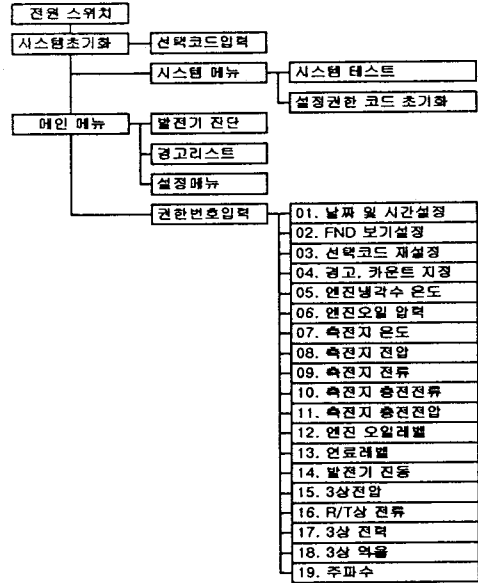 전원 스위치
시스템초기화
선택코드입력
시스템 메뉴
시스템 테스트
설정권한 코드 초기화
메인 메뉴
발전기 진단
경고리스트
설정메뉴
권한번호입력
01. 날짜 및 시간설정
02. FND 보기설정
03. 선택코드 재설정
04. 경고, 카운트 지정
05. 엔진냉각수 온도
06. 엔진오일 압력
07. 측전지 온도
08. 측전지 전압
09. 측전지 전류
10. 측전지 충전전류
11. 측전지 충전전압
12. 엔진 오일레벨
13. 연료레벨
14. 발전기 진동
15. 3상전압
16. R/T상 전류
17. 3상 전력
18. 3상 역율
19. 주파수